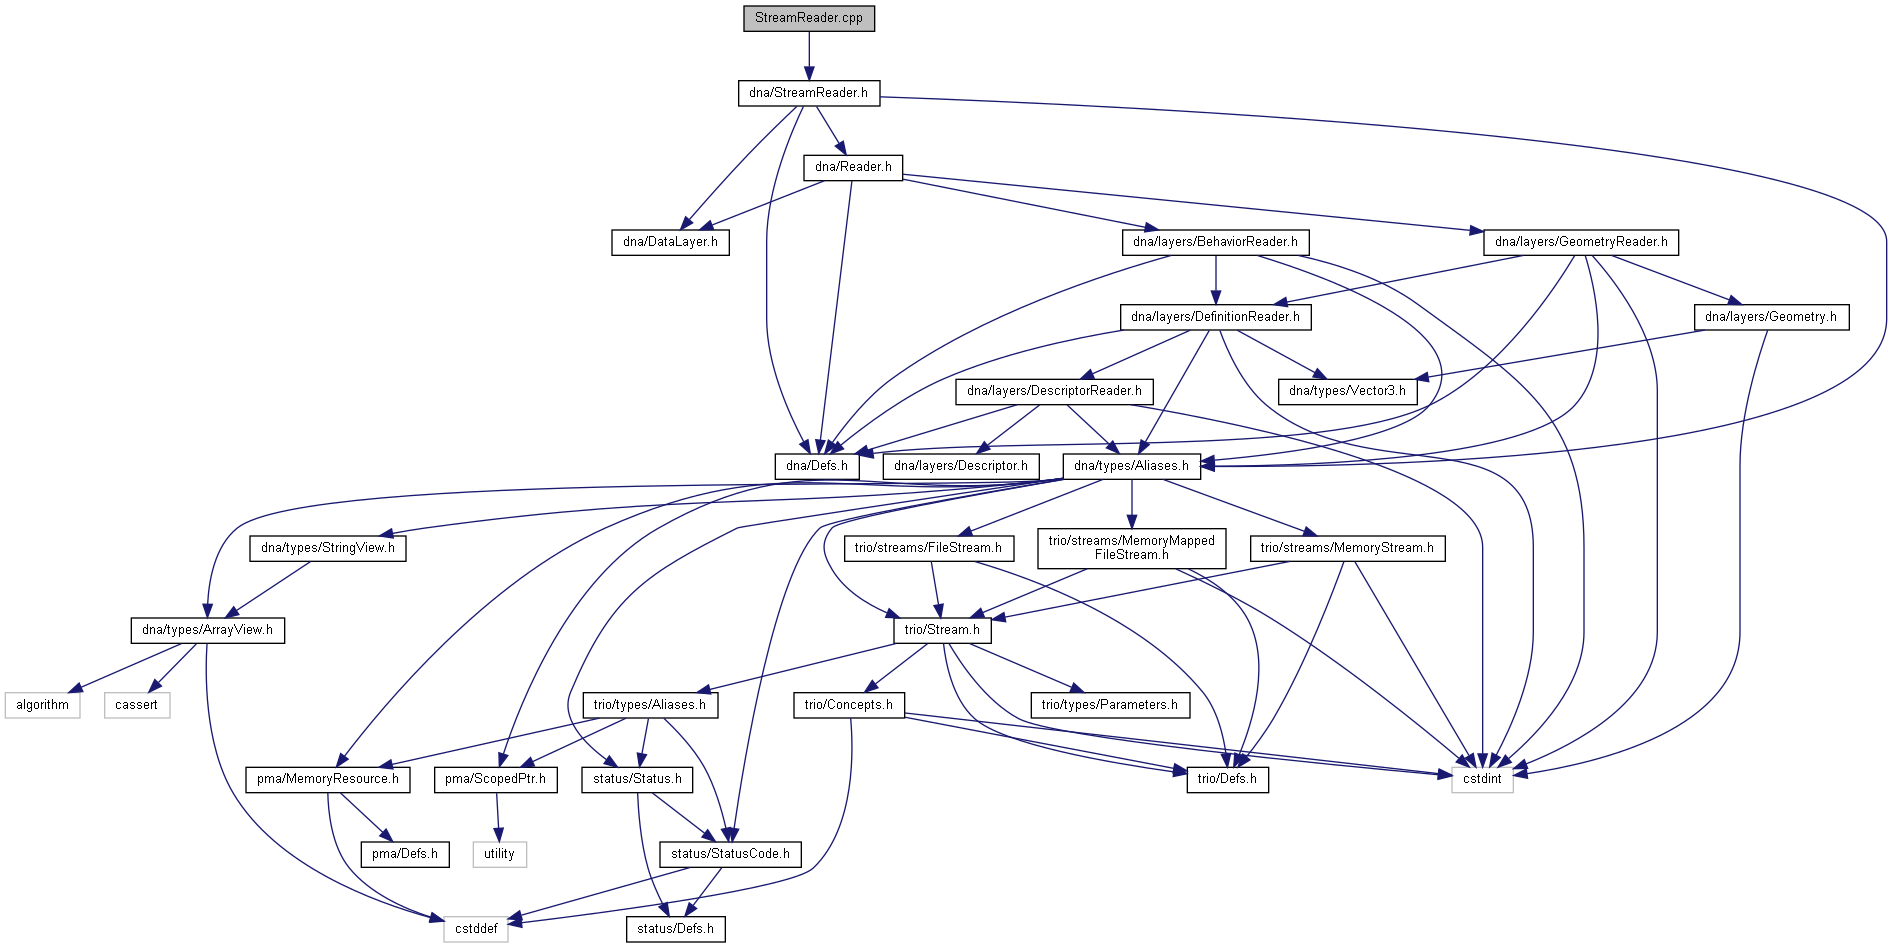 StreamReader.cpp
dna/StreamReader.h
dna/Reader.h
dna/DataLayer.h
dna/layers/BehaviorReader.h
dna/layers/GeometryReader.h
dna/layers/DefinitionReader.h
dna/layers/Geometry.h
dna/layers/DescriptorReader.h
dna/types/Vector3.h
dna/Defs.h
dna/layers/Descriptor.h
dna/types/Aliases.h
dna/types/StringView.h
trio/streams/FileStream.h
trio/streams/MemoryMapped
FileStream.h
trio/streams/MemoryStream.h
dna/types/ArrayView.h
trio/Stream.h
algorithm
cassert
trio/types/Aliases.h
trio/Concepts.h
trio/types/Parameters.h
pma/MemoryResource.h
pma/ScopedPtr.h
status/Status.h
trio/Defs.h
cstdint
pma/Defs.h
utility
status/StatusCode.h
cstddef
status/Defs.h